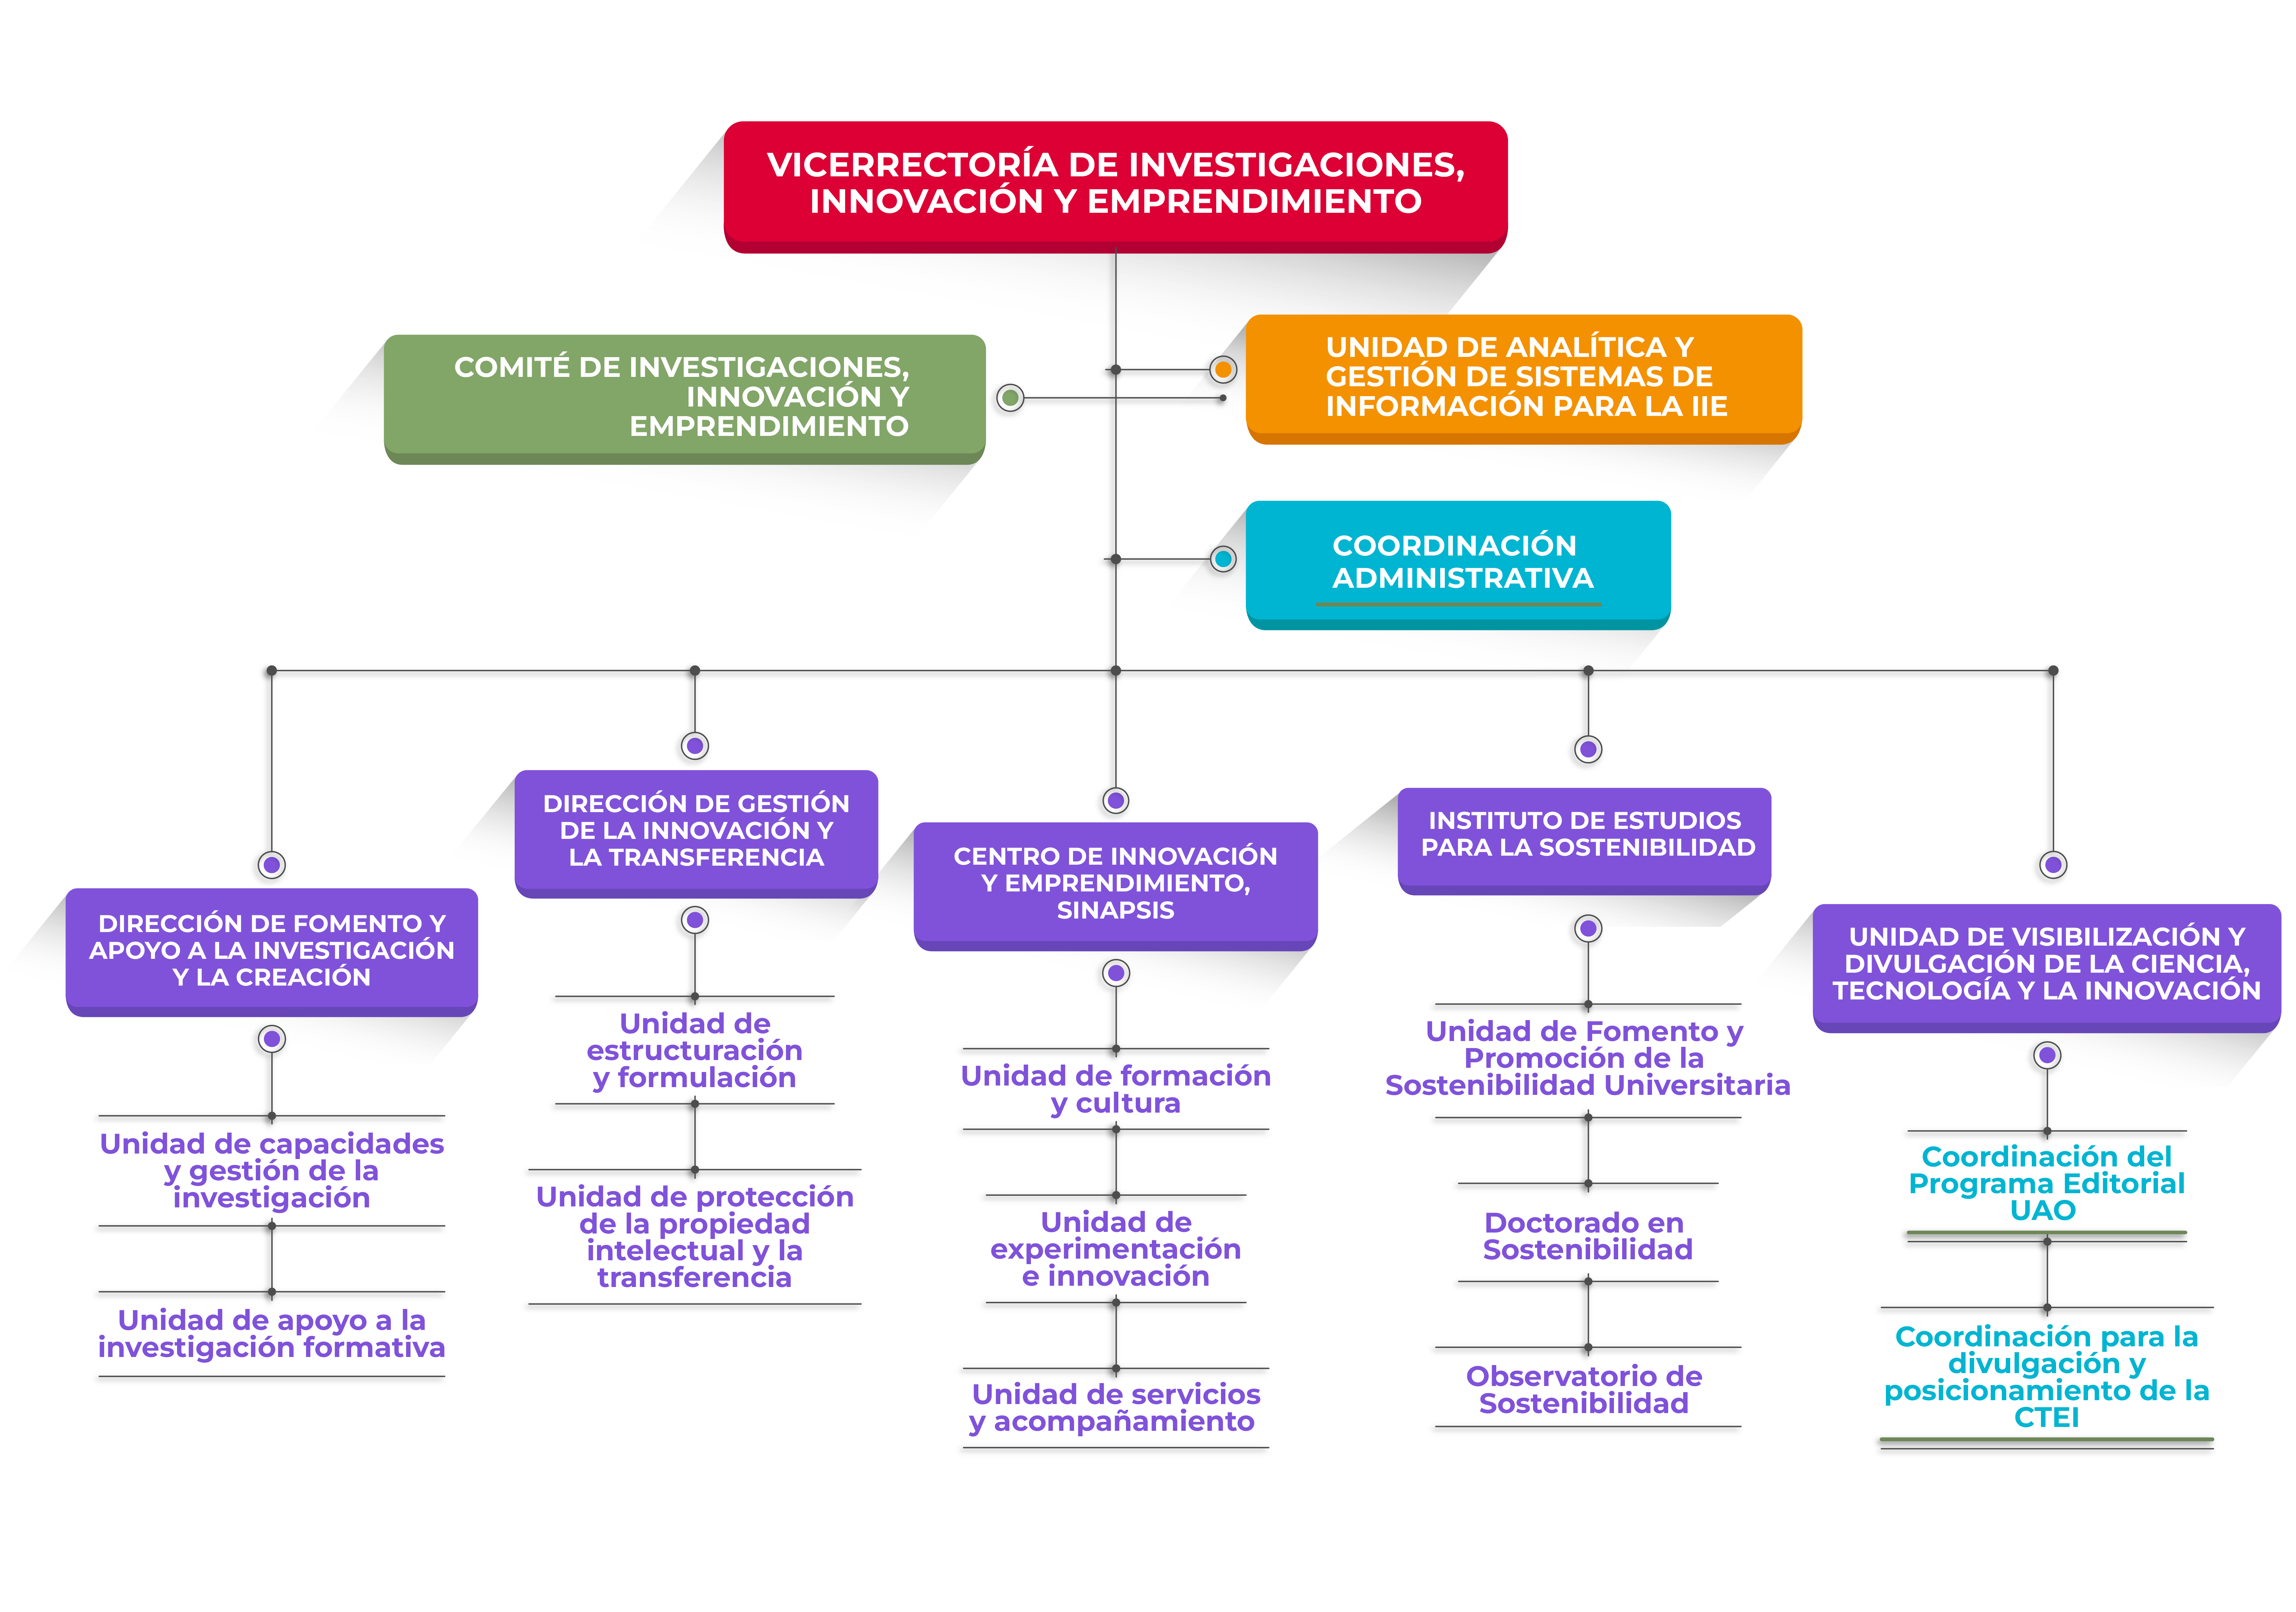 VICERRECTORÍA DE INVESTIGACIONES,
INNOVACIÓN Y EMPRENDIMIENTO
COMITÉ DE INVESTIGACIONES,
INNOVACIÓN Y
EMPRENDIMIENTO
UNIDAD DE ANALÍTICA Y
GESTIÓN DE SISTEMAS DE
INFORMACIÓN PARA LA IIE
COORDINACIÓN
ADMINISTRATIVA
DIRECCIÓN DE FOMENTO Y
APOYO A LA INVESTIGACIÓN
Y LA CREACIÓN
Unidad de capacidades
y gestión de la
investigación
Unidad de apoyo a la
investigación formativa
DIRECCIÓN DE GESTIÓN
DE LA INNOVACIÓN Y
LA TRANSFERENCIA
Unidad de
estructuración
y formulación
Unidad de protección
de la propiedad
intelectual y la
transferencia
CENTRO DE INNOVACIÓN
Y EMPRENDIMIENTO,
SINAPSIS
Unidad de formación
y cultura
Unidad de
experimentación
e innovación
Unidad de servicios
y acompañamiento
INSTITUTO DE ESTUDIOS
PARA LA SOSTENIBILIDAD
Unidad de Fomento y
Promoción de la
Sostenibilidad Universitaria
Doctorado en
Sostenibilidad
Observatorio de
Sostenibilidad
UNIDAD DE VISIBILIZACIÓN Y
DIVULGACIÓN DE LA CIENCIA,
TECNOLOGÍA Y LA INNOVACIÓN
Coordinación del
Programa Editorial
UAO
Coordinación para la
divulgación y
posicionamiento de la
CTEI